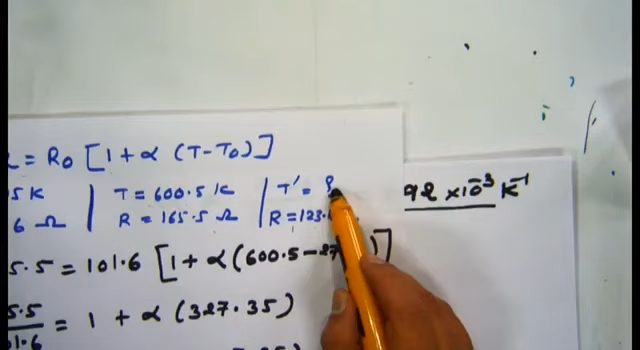 = R₀ [1 + α (T - T₀)]
5 K | T = 600.5 K | T' = ?
6 Ω | R = 165.5 Ω | R = 123.
92 × 10⁻³ K⁻¹
5.5 = 101.6 [1 + α (600.5 - 27 )]
5.5 / 01.6 = 1 + α (327.35)